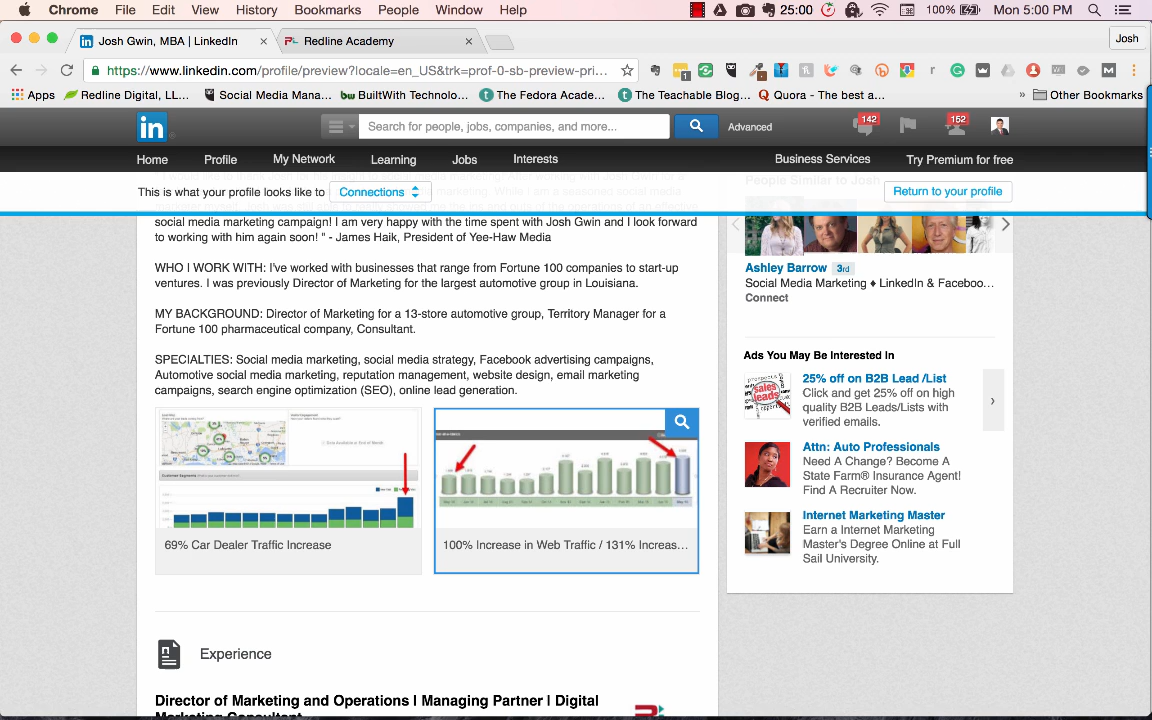 Chrome File Edit View History Bookmarks People Window Help 25:00 100% Mon 5:00 PM
Josh Gwin, MBA | LinkedIn Redline Academy Josh
https://www.linkedin.com/profile/preview?locale=en_US&trk=prof-0-sb-preview-pri...
Apps Redline Digital, LL... Social Media Mana... BuiltWith Technolo... The Fedora Acade... The Teachable Blog... Quora - The best a... » Other Bookmarks
in Search for people, jobs, companies, and more... Advanced 142 152
Home Profile My Network Learning Jobs Interests Business Services Try Premium for free
This is what your profile looks like to Connections Return to your profile
People Similar to Josh
social media marketing campaign! I am very happy with the time spent with Josh Gwin and I look forward
to working with him again soon! " - James Haik, President of Yee-Haw Media
WHO I WORK WITH: I've worked with businesses that range from Fortune 100 companies to start-up
ventures. I was previously Director of Marketing for the largest automotive group in Louisiana.
MY BACKGROUND: Director of Marketing for a 13-store automotive group, Territory Manager for a
Fortune 100 pharmaceutical company, Consultant.
SPECIALTIES: Social media marketing, social media strategy, Facebook advertising campaigns,
Automotive social media marketing, reputation management, website design, email marketing
campaigns, search engine optimization (SEO), online lead generation.
69% Car Dealer Traffic Increase
100% Increase in Web Traffic / 131% Increas...
Experience
Director of Marketing and Operations I Managing Partner I Digital
Marketing Consultant
Ashley Barrow 3rd
Social Media Marketing ♦ LinkedIn & Faceboo...
Connect
Ads You May Be Interested In
sales
leads
25% off on B2B Lead /List
Click and get 25% off on high
quality B2B Leads/Lists with
verified emails.
Attn: Auto Professionals
Need A Change? Become A
State Farm® Insurance Agent!
Find A Recruiter Now.
Internet Marketing Master
Earn a Internet Marketing
Master's Degree Online at Full
Sail University.